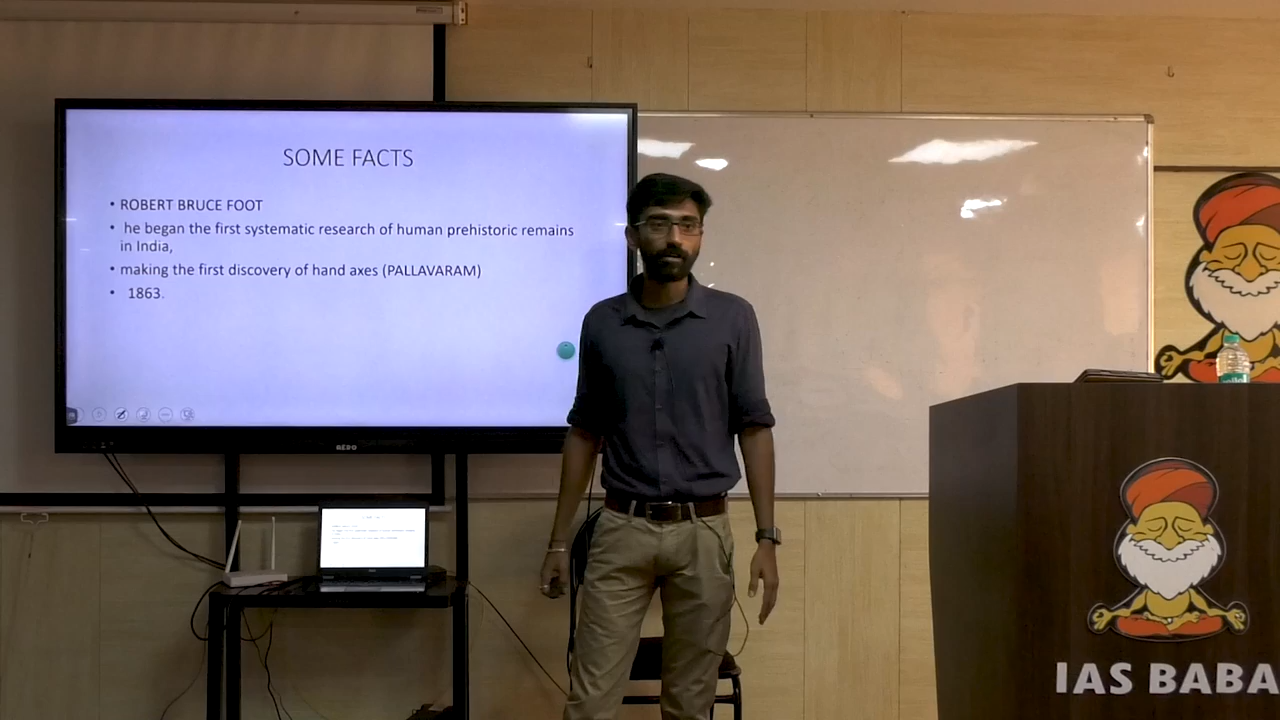 SOME FACTS
• ROBERT BRUCE FOOT
• he began the first systematic research of human prehistoric remains
in India,
• making the first discovery of hand axes (PALLAVARAM)
• 1863.
IAS BABA